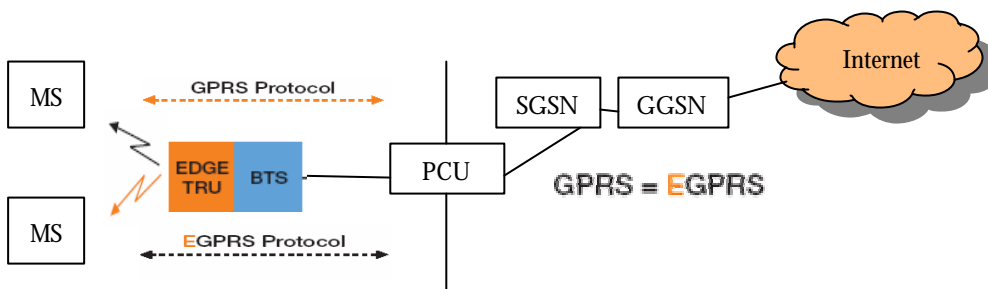 Internet
MS
GPRS Protocol
SGSN
GGSN
EDGE
TRU
BTS
PCU
GPRS = EGPRS
MS
EGPRS Protocol